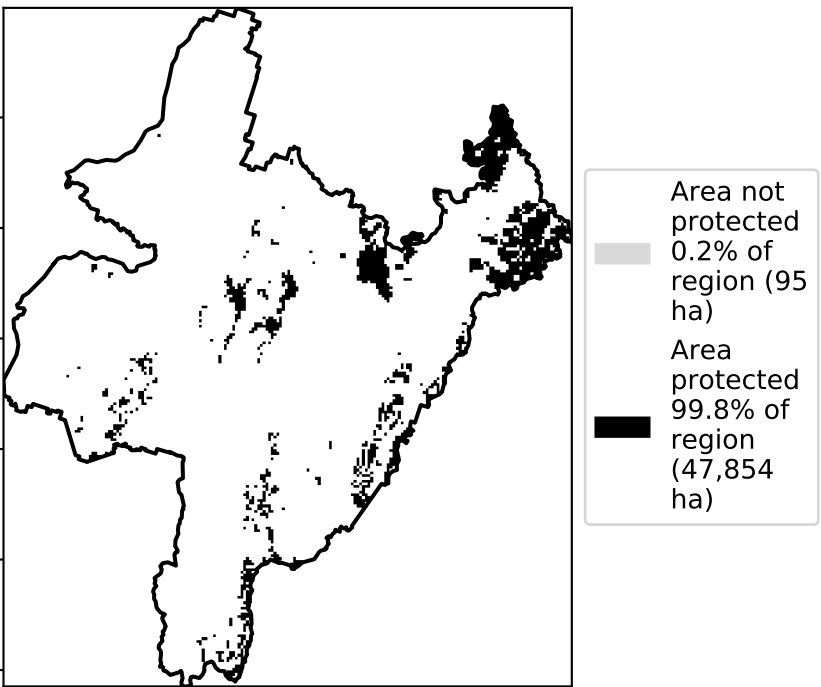 Area not
protected
0.2% of
region (95
ha)
Area
protected
99.8% of
region
(47,854
ha)